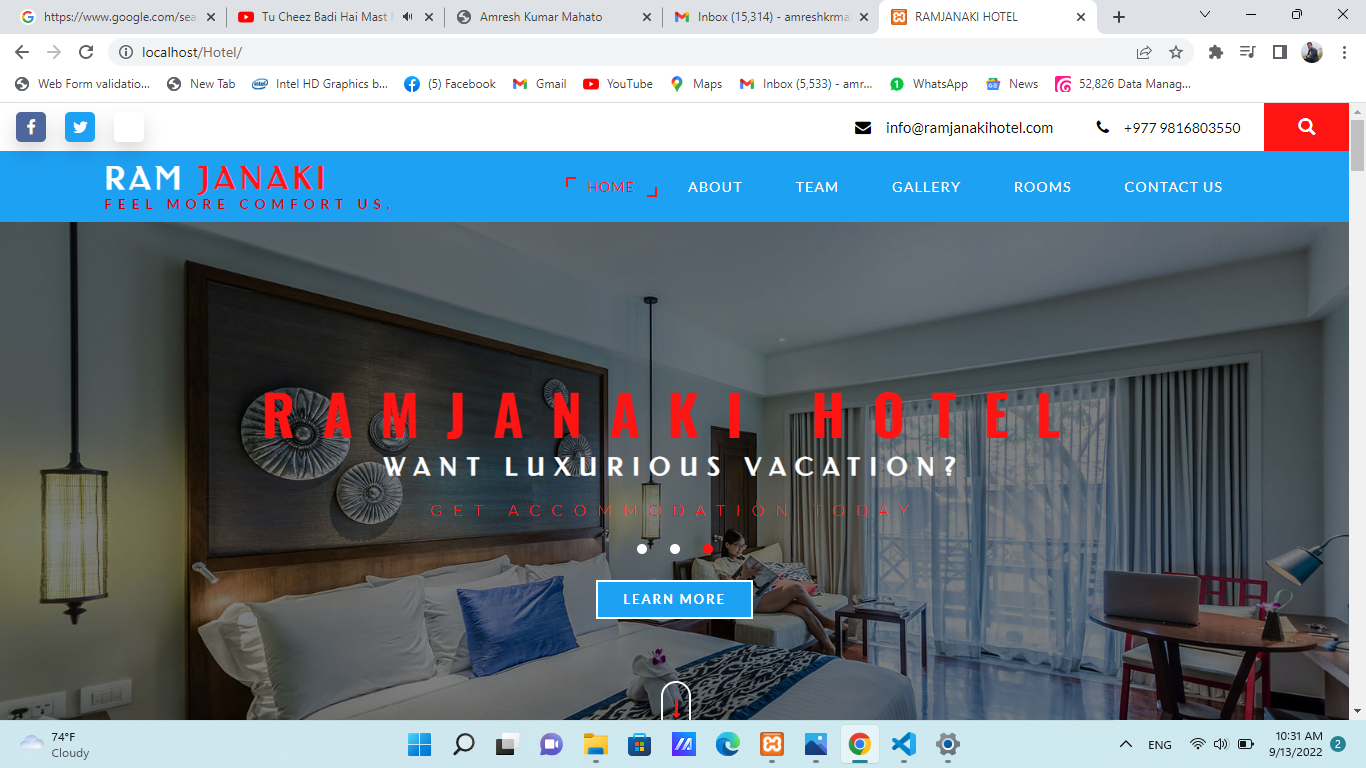 https://www.google.com/sea
Tu Cheez Badi Hai Mast
Amresh Kumar Mahato
Inbox (15,314) - amreshkrma
RAMJANAKI HOTEL
localhost/Hotel/
Web Form validatio...
New Tab
Intel HD Graphics b...
(5) Facebook
Gmail
YouTube
Maps
Inbox (5,533) – amr...
WhatsApp
News
52,826 Data Manag...
info@ramjanakihotel.com
+977 9816803550
RAM JANAKI
FEEL MORE COMFORT US.
HOME
ABOUT
TEAM
GALLERY
ROOMS
CONTACT US
RAMJANAKI HOTEL
WANT LUXURIOUS VACATION?
GET ACCOMMODATION TODAY
LEARN MORE
74°F
Cloudy
ENG
10:31 AM
9/13/2022
2